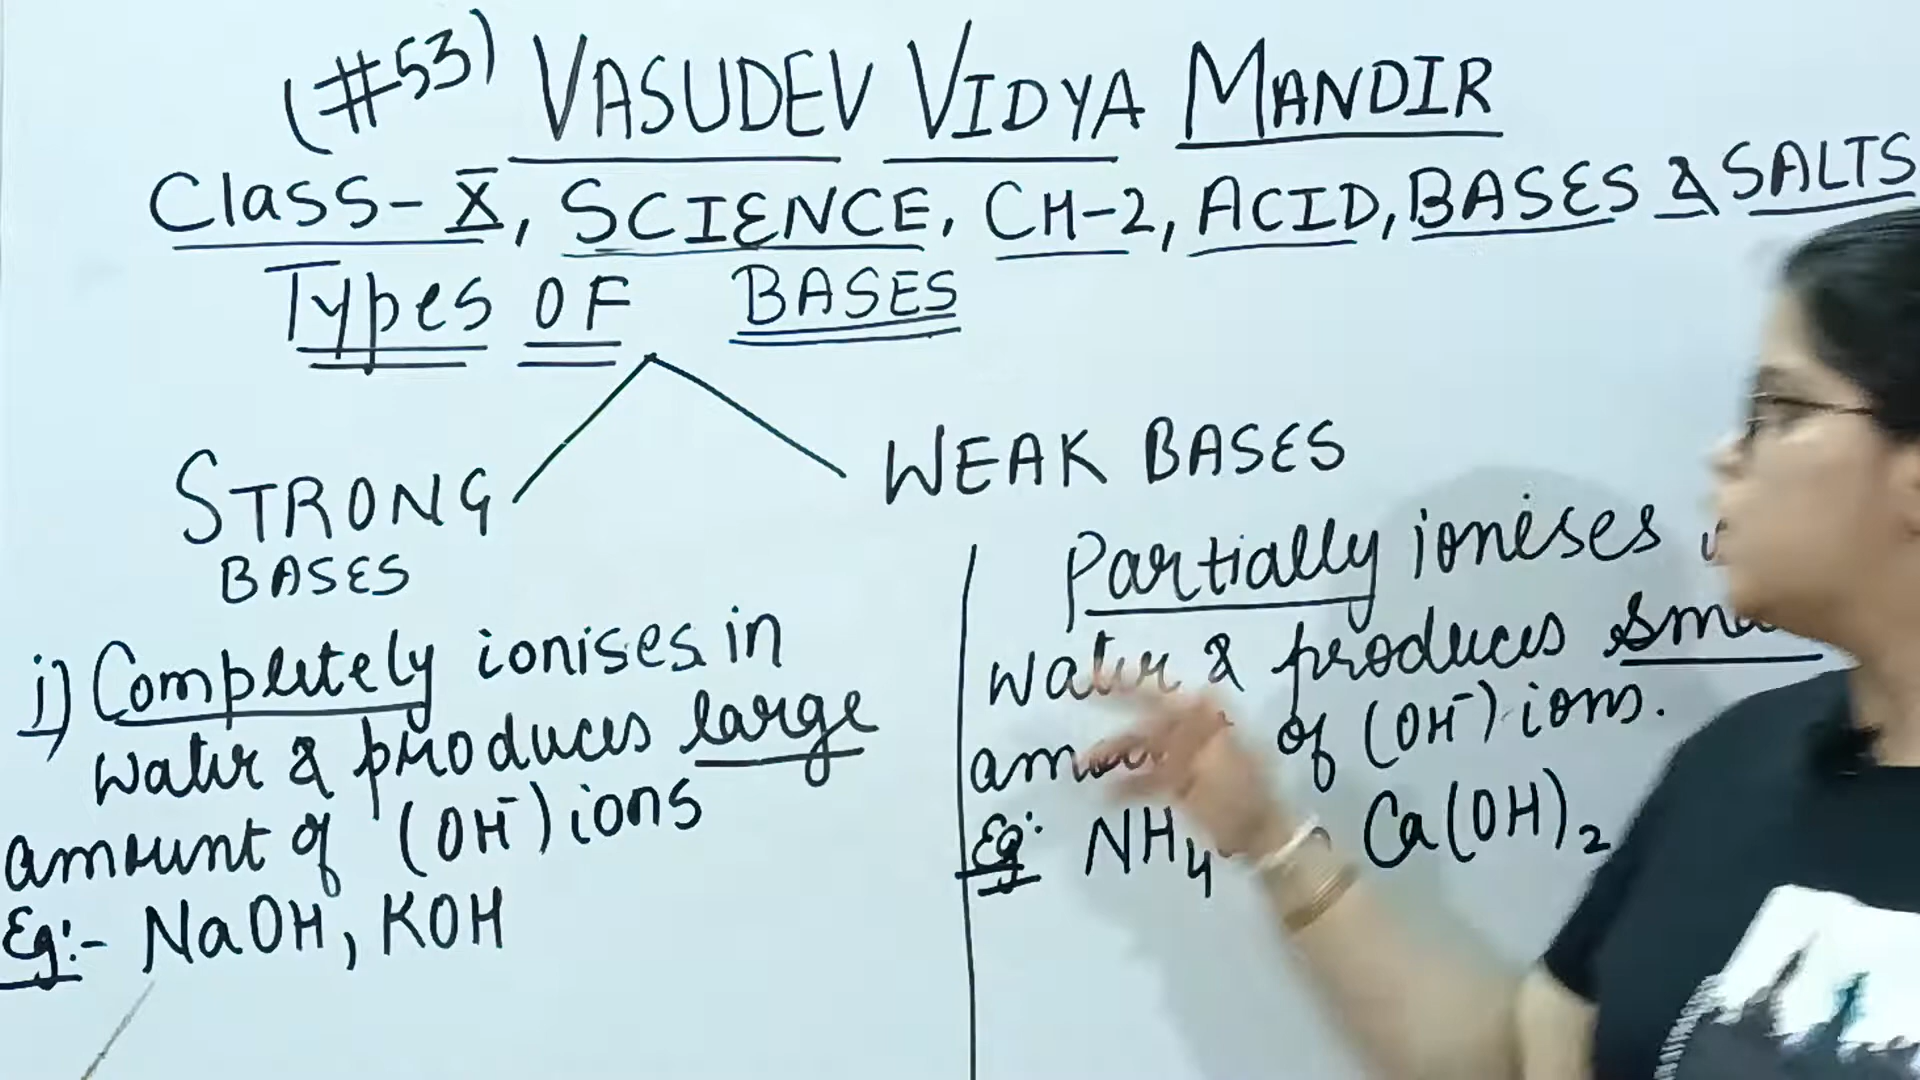 (#53) VASUDEV VIDYA MANDIR
Class-X, SCIENCE, CH-2, ACID, BASES & SALTS
Types OF BASES
STRONG
BASES
i) Completely ionises in
water & produces large
amount of (OH⁻) ions
Eg:- NaOH, KOH
WEAK BASES
Partially ionises
water & produces
of (OH⁻) ions.
Eg: NH₄ Ca(OH)₂